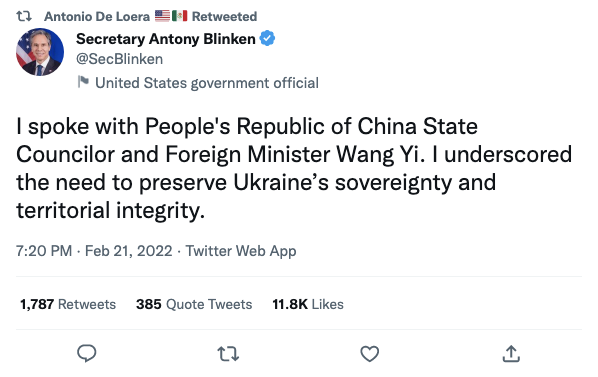 Antonio De Loera 🇺🇸🇲🇽 Retweeted
Secretary Antony Blinken
@SecBlinken
United States government official
I spoke with People's Republic of China State
Councilor and Foreign Minister Wang Yi. I underscored
the need to preserve Ukraine’s sovereignty and
territorial integrity.
7:20 PM · Feb 21, 2022 · Twitter Web App
1,787 Retweets 385 Quote Tweets 11.8K Likes